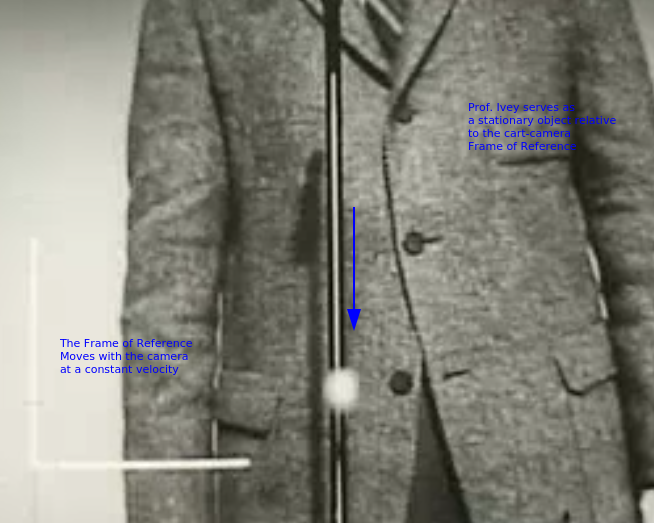 Prof. Ivey serves as
a stationary object relative
to the cart-camera
Frame of Reference
The Frame of Reference
Moves with the camera
at a constant velocity